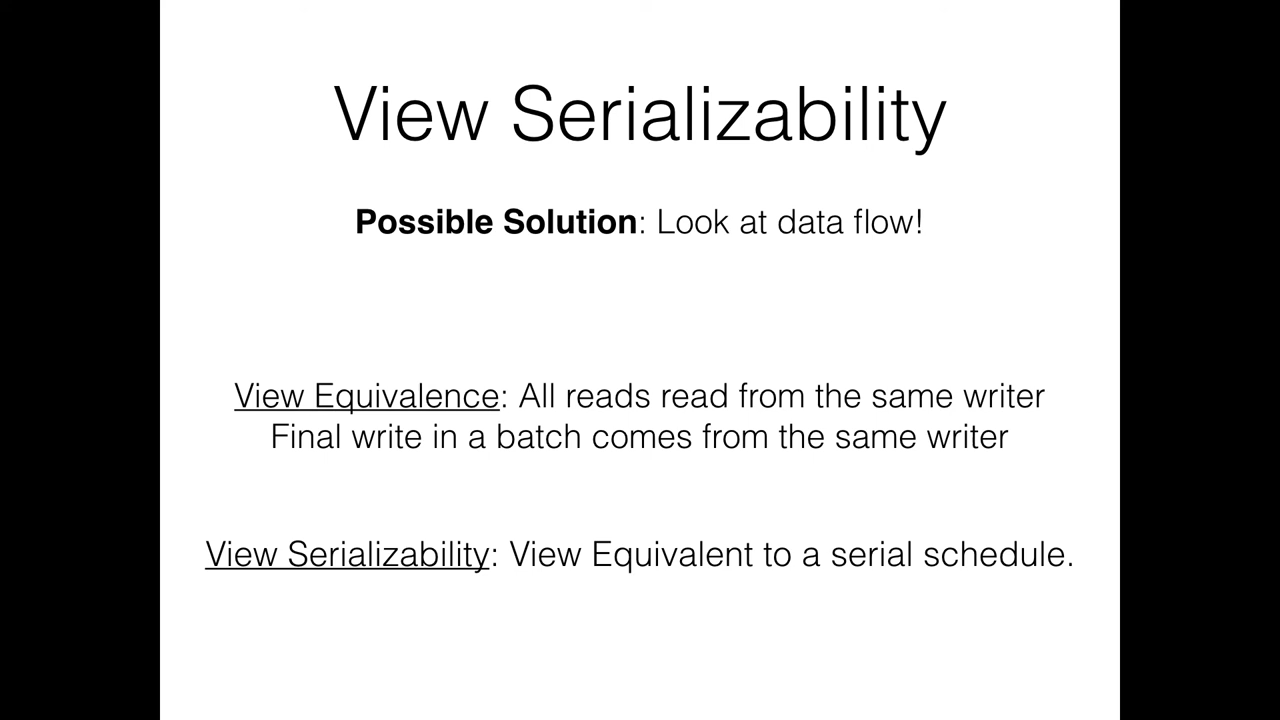 View Serializability
Possible Solution: Look at data flow!
View Equivalence: All reads read from the same writer
Final write in a batch comes from the same writer
View Serializability: View Equivalent to a serial schedule.